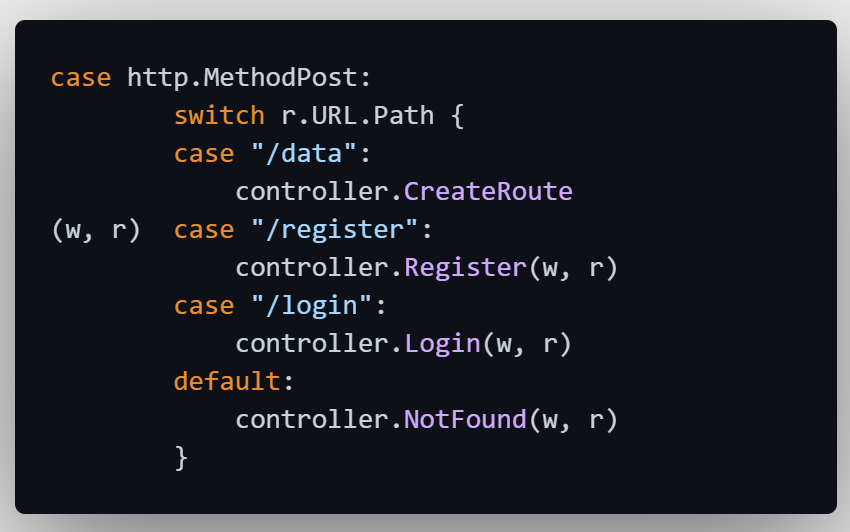 case http.MethodPost:
        switch r.URL.Path {
        case "/data":
            controller.CreateRoute
(w, r)  case "/register":
            controller.Register(w, r)
        case "/login":
            controller.Login(w, r)
        default:
            controller.NotFound(w, r)
        }